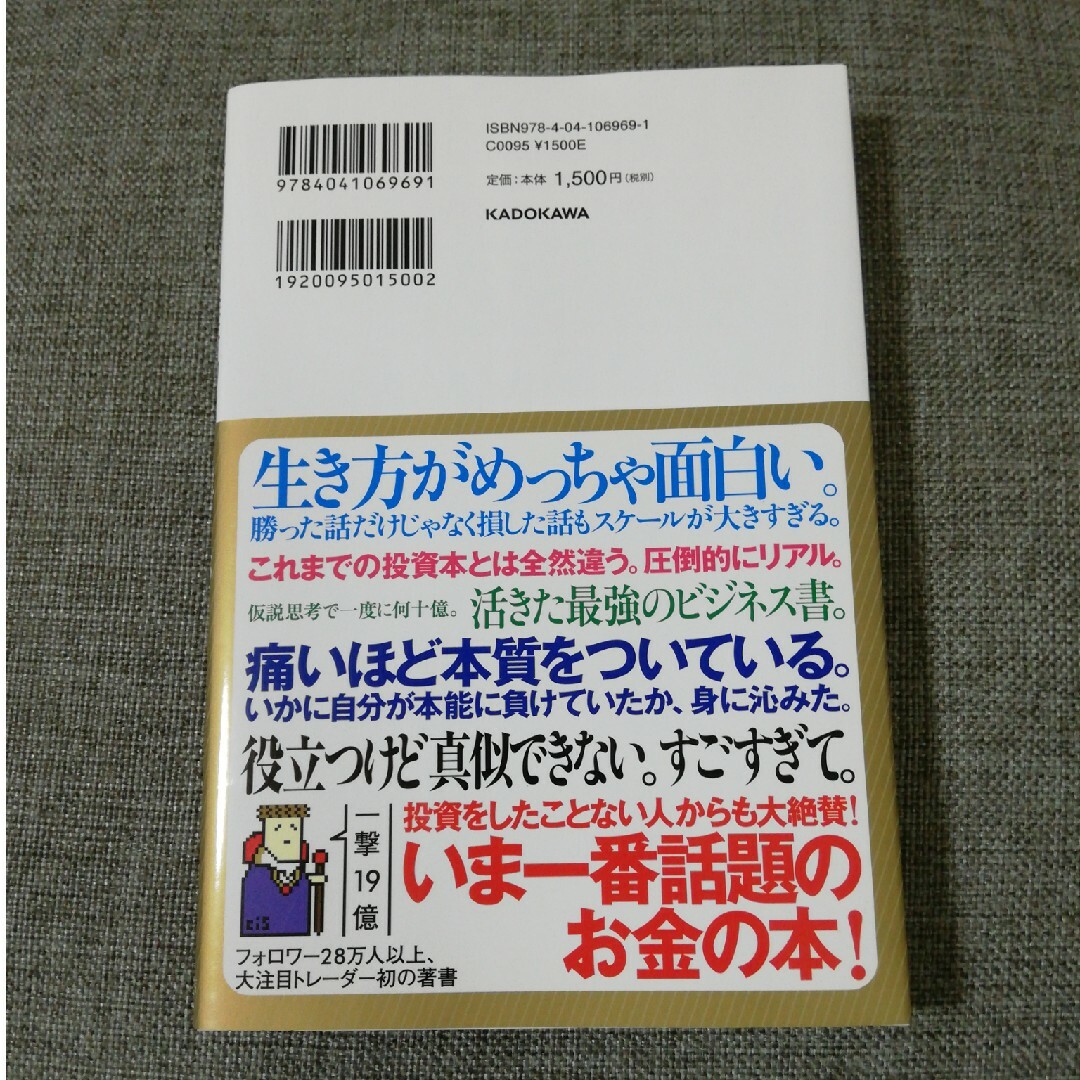 ISBN978-4-04-106969-1
C0095 ¥1500E
定価:本体 1,500円(税別)
KADOKAWA
9784041069691
1920095015002
生き方がめっちゃ面白い。
勝った話だけじゃなく損した話もスケールが大きすぎる。
これまでの投資本とは全然違う。圧倒的にリアル。
仮説思考で一度に何十億。活きた最強のビジネス書。
痛いほど本質をついている。
いかに自分が本能に負けていたか、身に沁みた。
役立つけど真似できない。すごすぎて。
一撃19億
cis
フォロワー28万人以上、
大注目トレーダー初の著書
投資をしたことない人からも大絶賛!
いま一番話題の
お金の本!